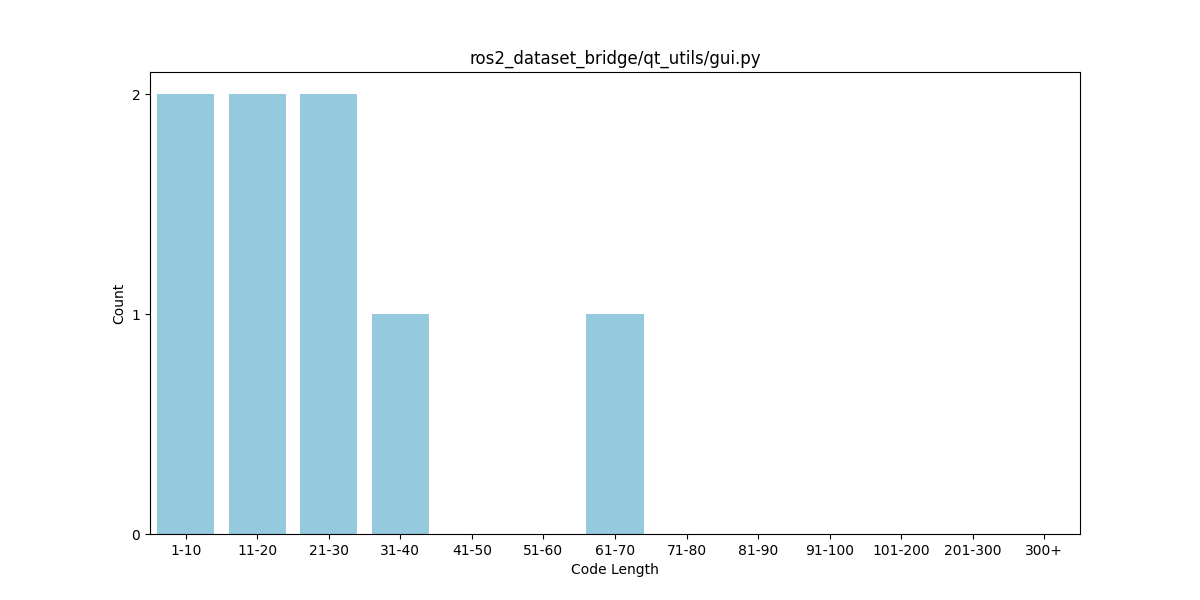 ros2_dataset_bridge/qt_utils/gui.py
2
1
0
Count
1-10 11-20 21-30 31-40 41-50 51-60 61-70 71-80 81-90 91-100 101-200 201-300 300+
Code Length